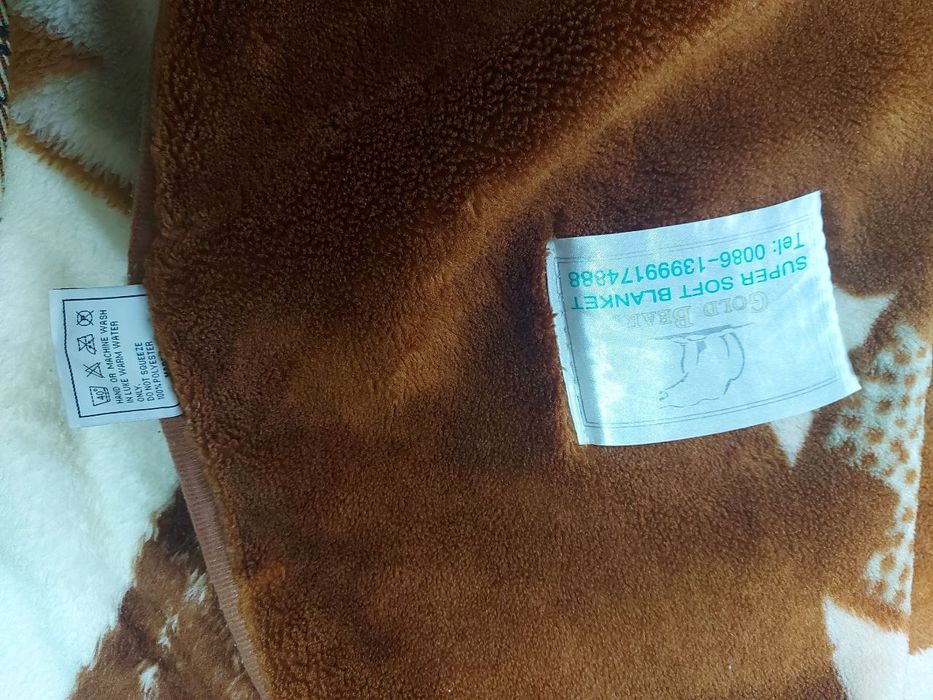 40°
HAND OR MACHINE WASH
IN LUKE WARM WATER
ONLY.
DO NOT SQUEEZE
100% POLYESTER
GOLD BEAR
SUPER SOFT BLANKET
Tel: 0086-13999174888